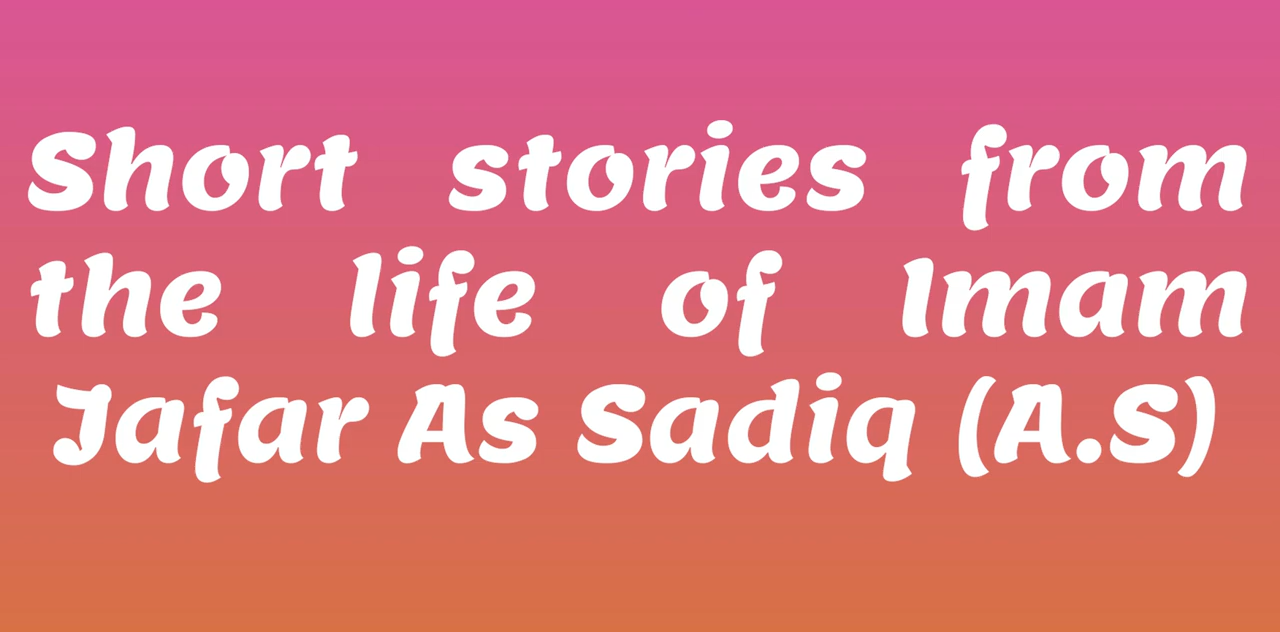 Short stories from
the life of Imam
Jafar As Sadiq (A.S)